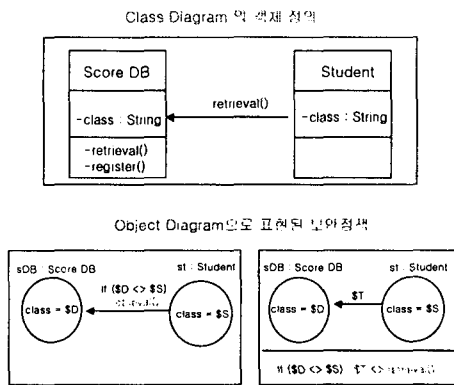 Class Diagram 의 객체 정의
Score DB
-class : String
-retrieval()
-register()
retrieval()
Student
-class : String
Object Diagram으로 표현된 보안정책
sDB : Score DB
st : Student
If ($D <> $S)
retrieval()
class = $D
class = $S
sDB : Score DB
st : Student
$T
class = $D
class = $S
If ($D <> $S) $T <> retrieval()